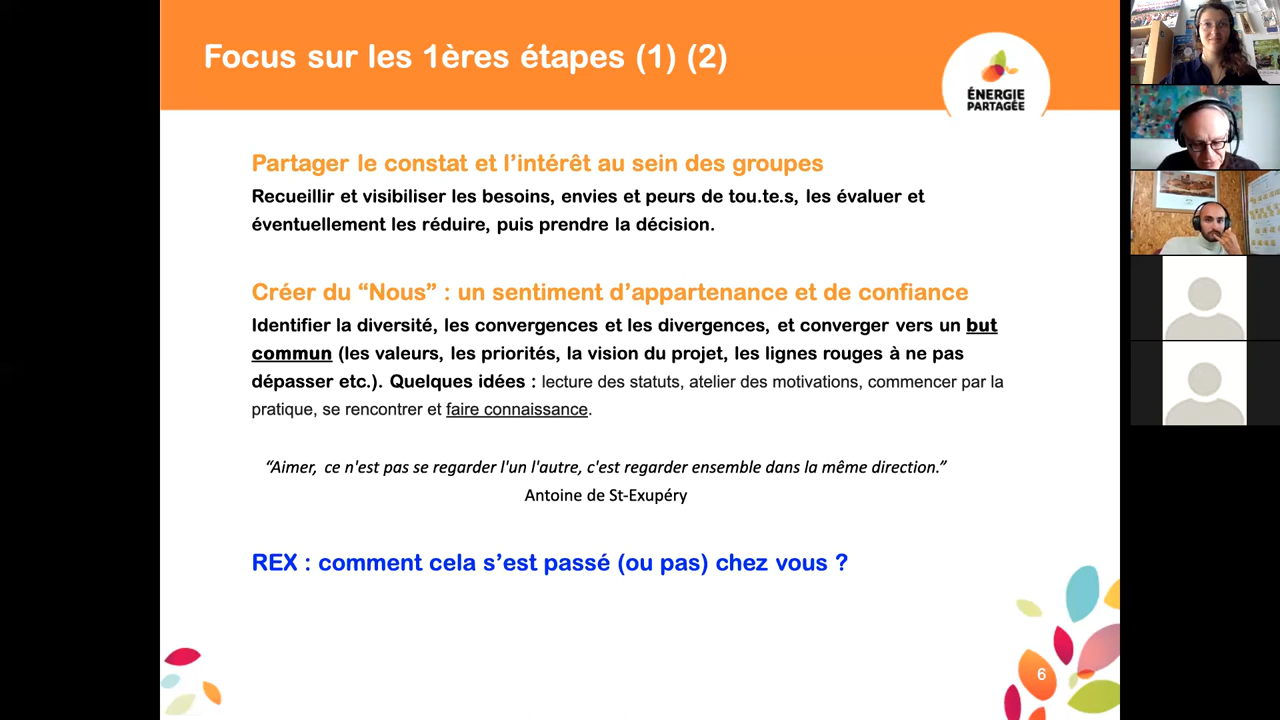 Focus sur les 1ères étapes (1) (2)
ÉNERGIE
PARTAGÉE
Partager le constat et l’intérêt au sein des groupes
Recueillir et visibiliser les besoins, envies et peurs de tou.te.s, les évaluer et
éventuellement les réduire, puis prendre la décision.
Créer du “Nous” : un sentiment d’appartenance et de confiance
Identifier la diversité, les convergences et les divergences, et converger vers un but
commun (les valeurs, les priorités, la vision du projet, les lignes rouges à ne pas
dépasser etc.). Quelques idées : lecture des statuts, atelier des motivations, commencer par la
pratique, se rencontrer et faire connaissance.
“Aimer, ce n'est pas se regarder l'un l'autre, c'est regarder ensemble dans la même direction.”
Antoine de St-Exupéry
REX : comment cela s’est passé (ou pas) chez vous ?
6